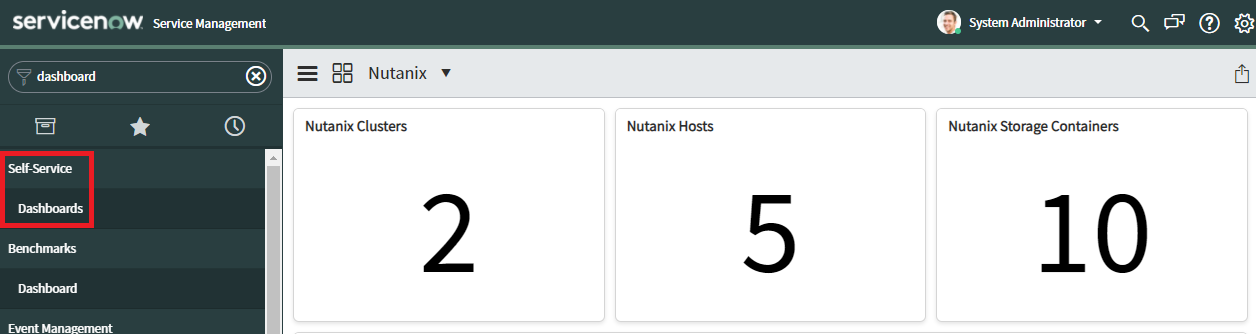 servicenow Service Management
System Administrator
dashboard
Nutanix
Self-Service
Dashboards
Benchmarks
Dashboard
Event Management
Nutanix Clusters
2
Nutanix Hosts
5
Nutanix Storage Containers
10